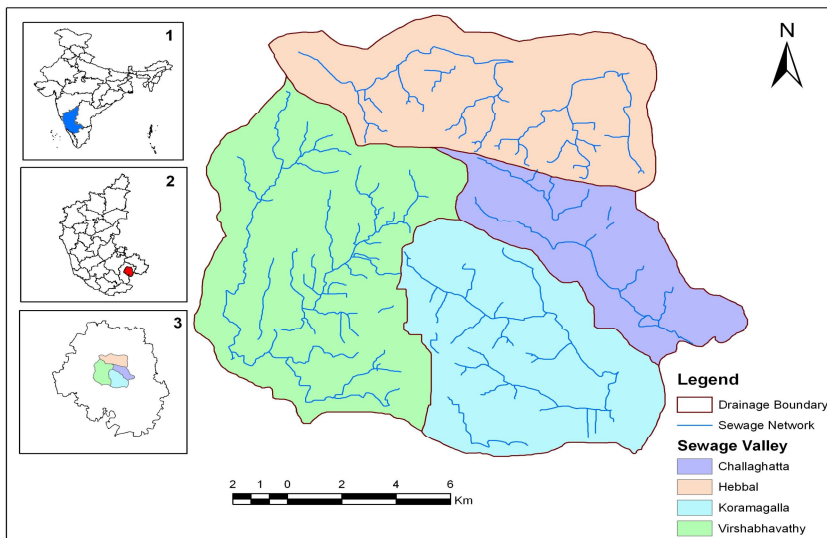 1
2
3
N
Legend
Drainage Boundary
Sewage Network
Sewage Valley
Challaghatta
Hebbal
Koramagalla
Virshabhavathy
2 1 0 2 4 6
Km